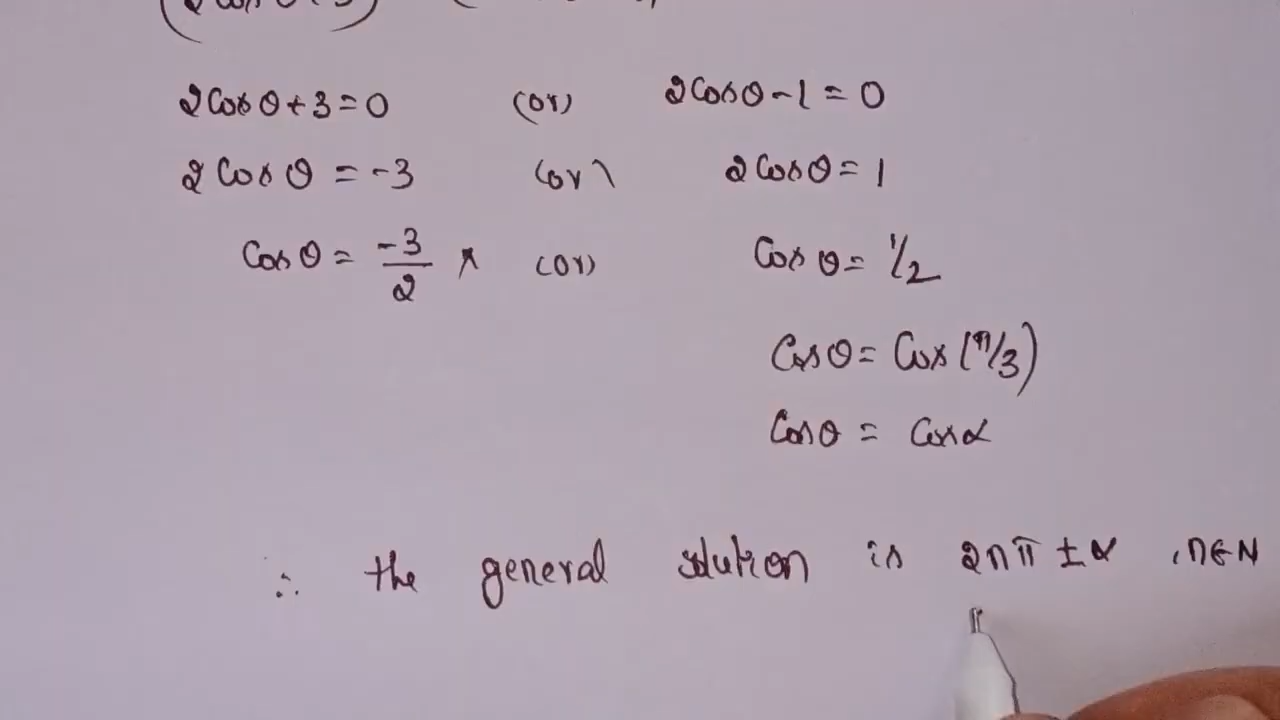 2cosθ+3=0 (or) 2cosθ-1=0
2cosθ=-3 (or) 2cosθ=1
cosθ=-3/2 × (or) cosθ=1/2
cosθ=cos(π/3)
cosθ=cosα
∴ the general solution is 2nπ±α, n∈N